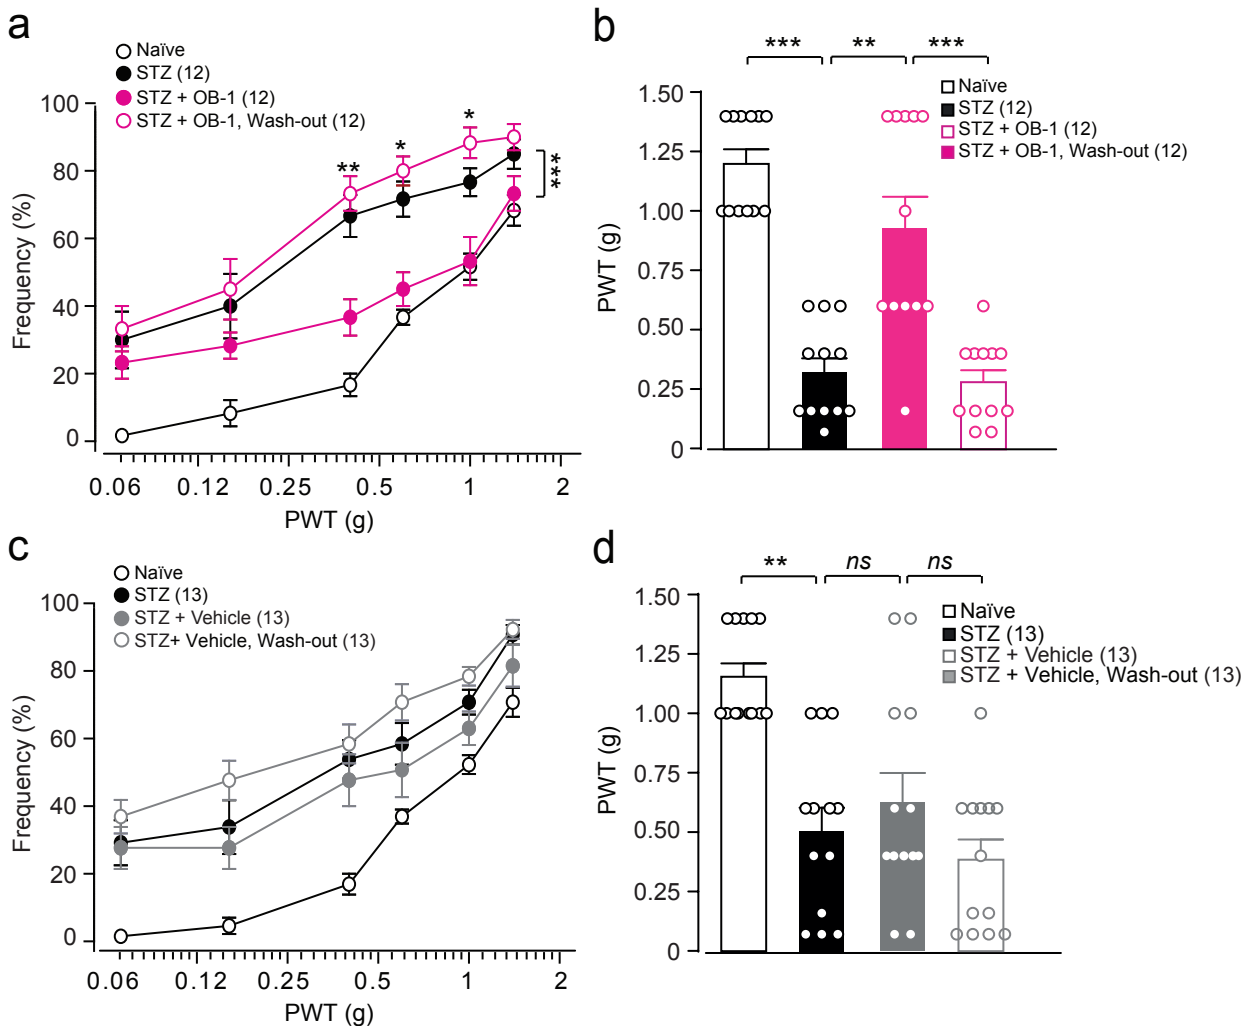 a
Naïve
STZ (12)
STZ + OB-1 (12)
STZ + OB-1, Wash-out (12)
100
80
60
40
20
0
Frequency (%)
** * * ***
0.06 0.12 0.25 0.5 1 2
PWT (g)
b
*** ** ***
Naïve
STZ (12)
STZ + OB-1 (12)
STZ + OB-1, Wash-out (12)
1.50
1.25
1.00
0.75
0.50
0.25
0
PWT (g)
c
Naïve
STZ (13)
STZ + Vehicle (13)
STZ+ Vehicle, Wash-out (13)
100
80
60
40
20
0
Frequency (%)
0.06 0.12 0.25 0.5 1 2
PWT (g)
d
** ns ns
Naïve
STZ (13)
STZ + Vehicle (13)
STZ + Vehicle, Wash-out (13)
1.50
1.25
1.00
0.75
0.50
0.25
0
PWT (g)